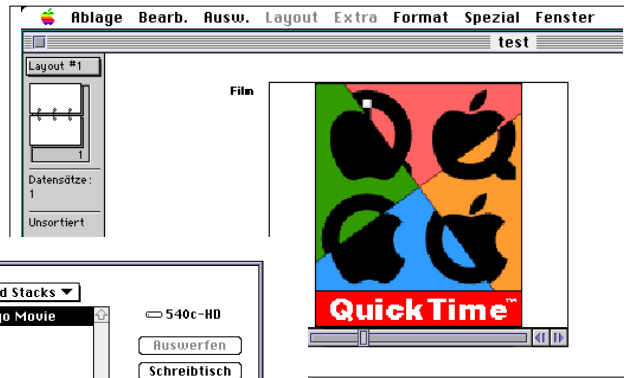 Ablage Bearb. Ausw. Layout Extra Format Spezial Fenster
test
Layout #1
Film
1
Datensätze:
1
Unsortiert
QuickTime™
d Stacks
go Movie
540c-HD
Auswerfen
Schreibtisch